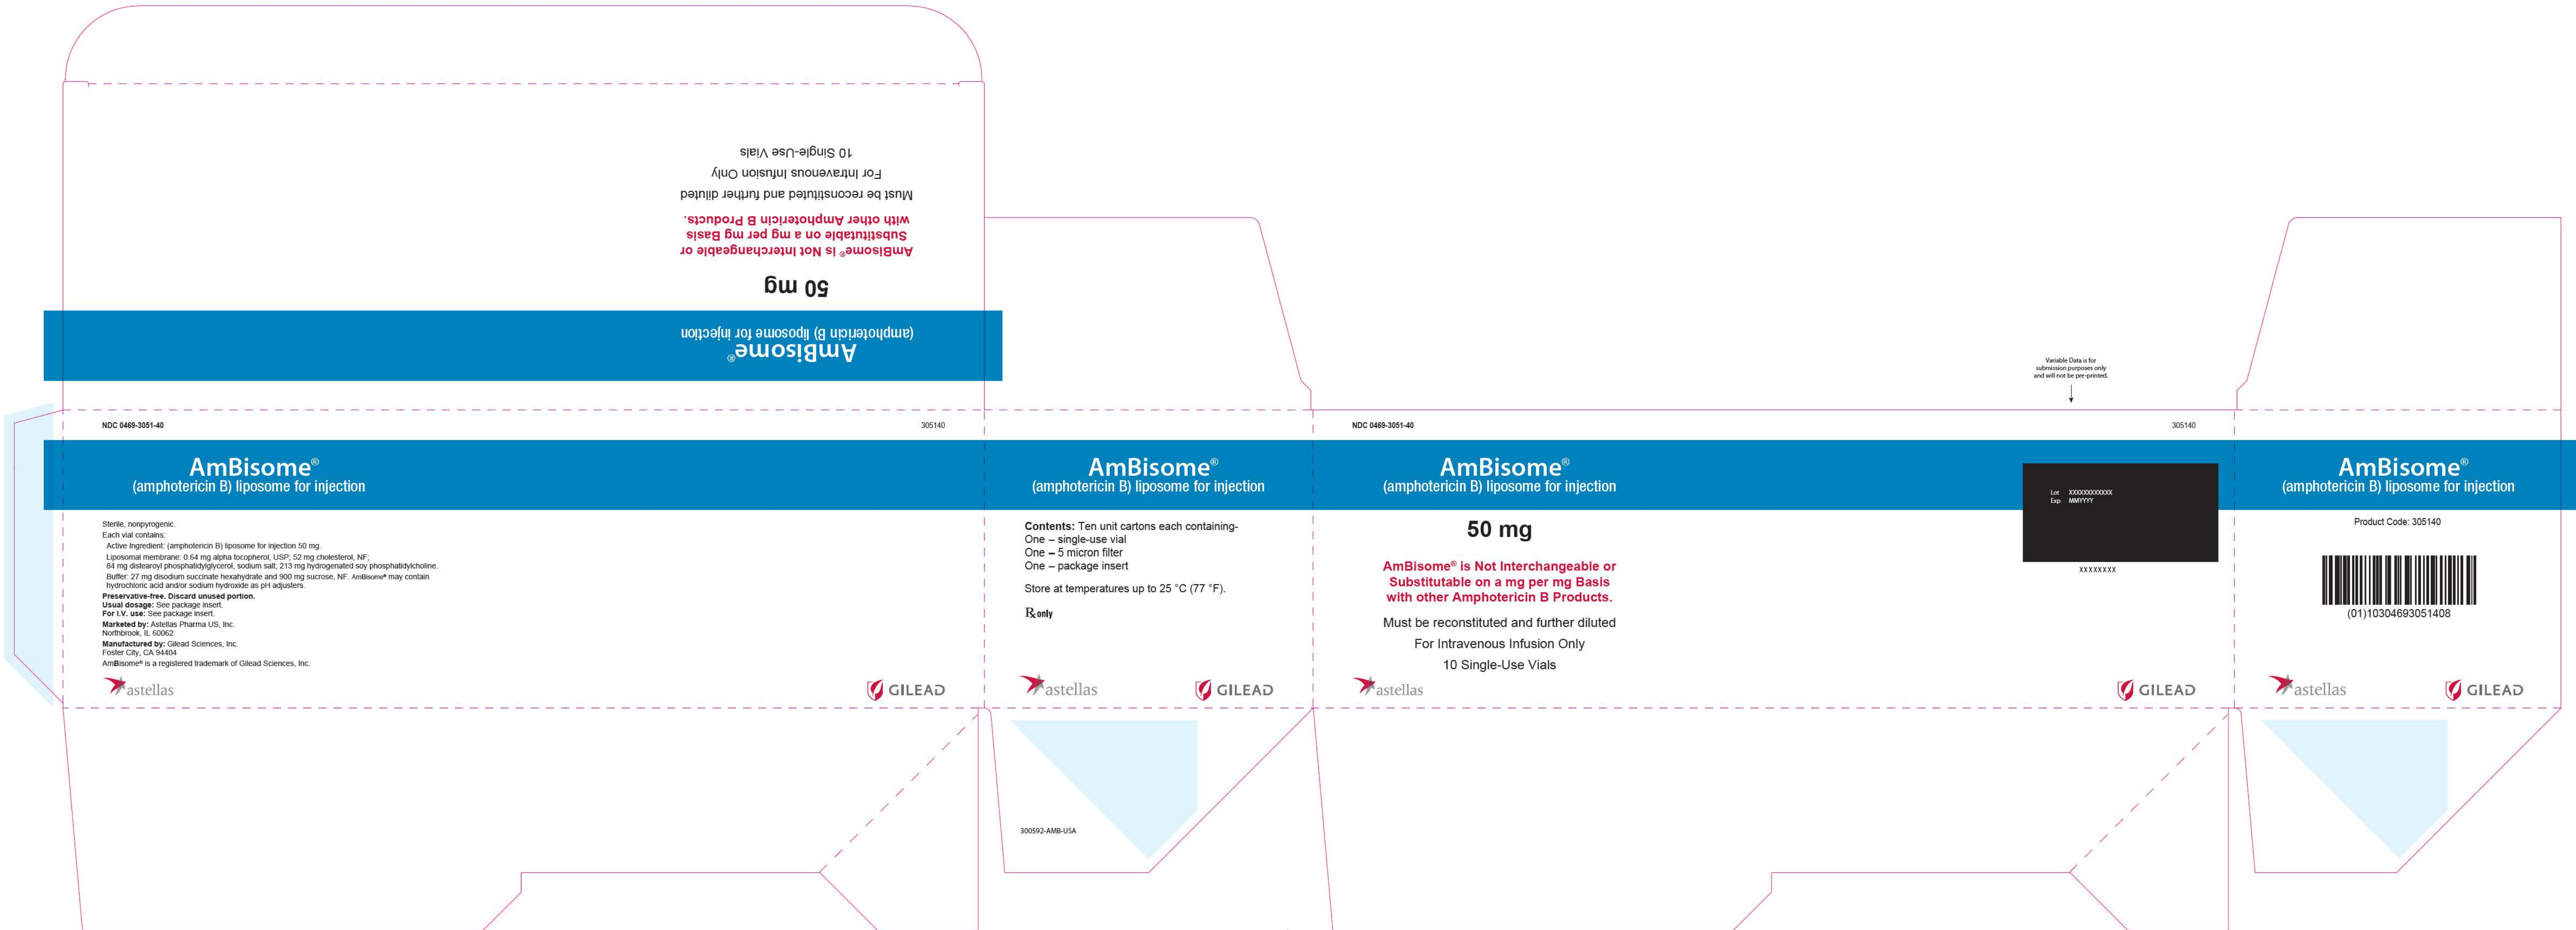 AmBisome®
(amphotericin B) liposome for injection
50 mg
AmBisome® is Not Interchangeable or
Substitutable on a mg per mg Basis
with other Amphotericin B Products.
Must be reconstituted and further diluted
For Intravenous Infusion Only
10 Single-Use Vials
NDC 0469-3051-40
305140
AmBisome®
(amphotericin B) liposome for injection
Sterile, nonpyrogenic.
Each vial contains:
Active Ingredient: (amphotericin B) liposome for injection 50 mg.
Liposomal membrane: 0.64 mg alpha tocopherol, USP; 52 mg cholesterol, NF;
84 mg distearoyl phosphatidylglycerol, sodium salt; 213 mg hydrogenated soy phosphatidylcholine.
Buffer: 27 mg disodium succinate hexahydrate and 900 mg sucrose, NF. AmBisome® may contain
hydrochloric acid and/or sodium hydroxide as pH adjusters.
Preservative-free. Discard unused portion.
Usual dosage: See package insert.
For I.V. use: See package insert.
Marketed by: Astellas Pharma US, Inc.
Northbrook, IL 60062
Manufactured by: Gilead Sciences, Inc.
Foster City, CA 94404
AmBisome® is a registered trademark of Gilead Sciences, Inc.
astellas
GILEAD
AmBisome®
(amphotericin B) liposome for injection
Contents: Ten unit cartons each containing-
One – single-use vial
One – 5 micron filter
One – package insert
Store at temperatures up to 25 °C (77 °F).
℞ only
astellas
GILEAD
300592-AMB-USA
NDC 0469-3051-40
305140
AmBisome®
(amphotericin B) liposome for injection
50 mg
AmBisome® is Not Interchangeable or
Substitutable on a mg per mg Basis
with other Amphotericin B Products.
Must be reconstituted and further diluted
For Intravenous Infusion Only
10 Single-Use Vials
astellas
GILEAD
Variable Data is for
submission purposes only
and will not be pre-printed.
Lot XXXXXXXXXXXX
Exp MMYYYY
XXXXXXXX
AmBisome®
(amphotericin B) liposome for injection
Product Code: 305140
(01)10304693051408
astellas
GILEAD